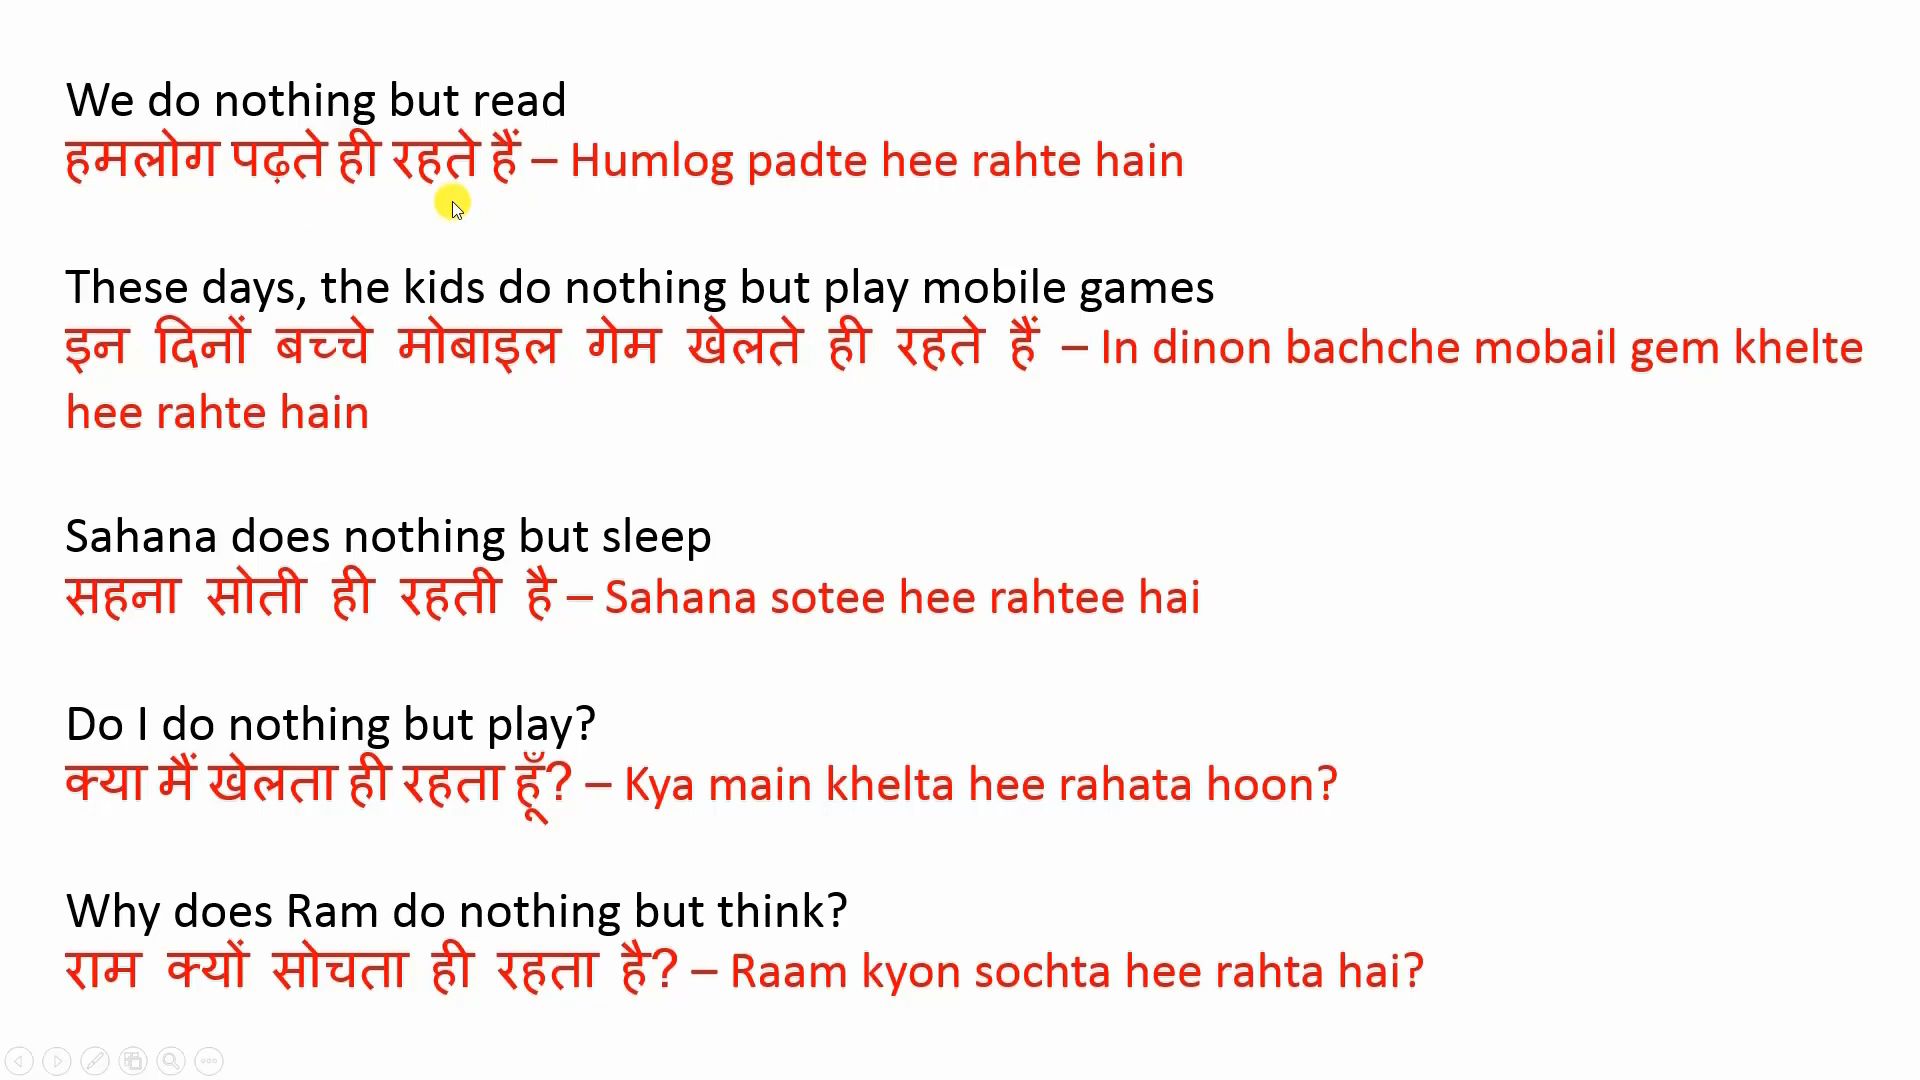 We do nothing but read
हमलोग पढ़ते ही रहते हैं – Humlog padte hee rahte hain
These days, the kids do nothing but play mobile games
इन दिनों बच्चे मोबाइल गेम खेलते ही रहते हैं – In dinon bachche mobail gem khelte
hee rahte hain
Sahana does nothing but sleep
सहना सोती ही रहती है – Sahana sotee hee rahtee hai
Do I do nothing but play?
क्या मैं खेलता ही रहता हूँ? – Kya main khelta hee rahata hoon?
Why does Ram do nothing but think?
राम क्यों सोचता ही रहता है? – Raam kyon sochta hee rahta hai?